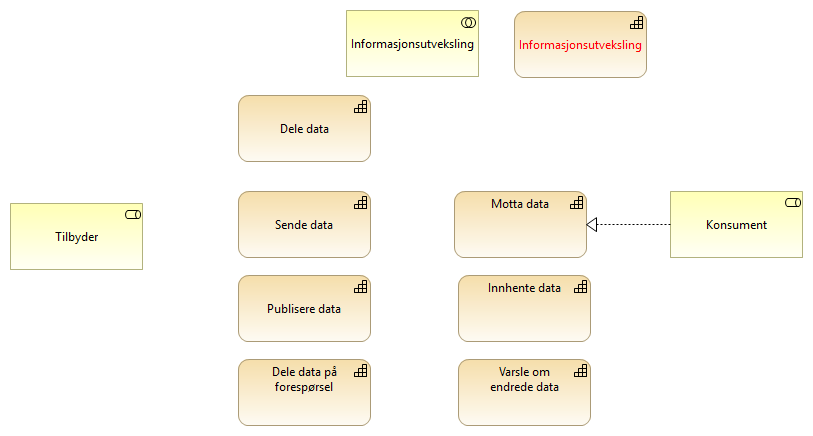 Informasjonsutveksling
Informasjonsutveksling
Dele data
Tilbyder
Sende data
Motta data
Konsument
Publisere data
Innhente data
Dele data på
forespørsel
Varsle om
endrede data